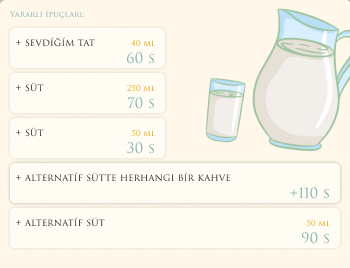 Yararlı İpuçları:
+ SEVDİĞİM TAT
40 ML
60 S
+ SÜT
250 ML
70 S
+ SÜT
50 ML
30 S
+ ALTERNATİF SÜTTE HERHANGI BİR KAHVE
+110 S
+ ALTERNATİF SÜT
50 ML
90 S